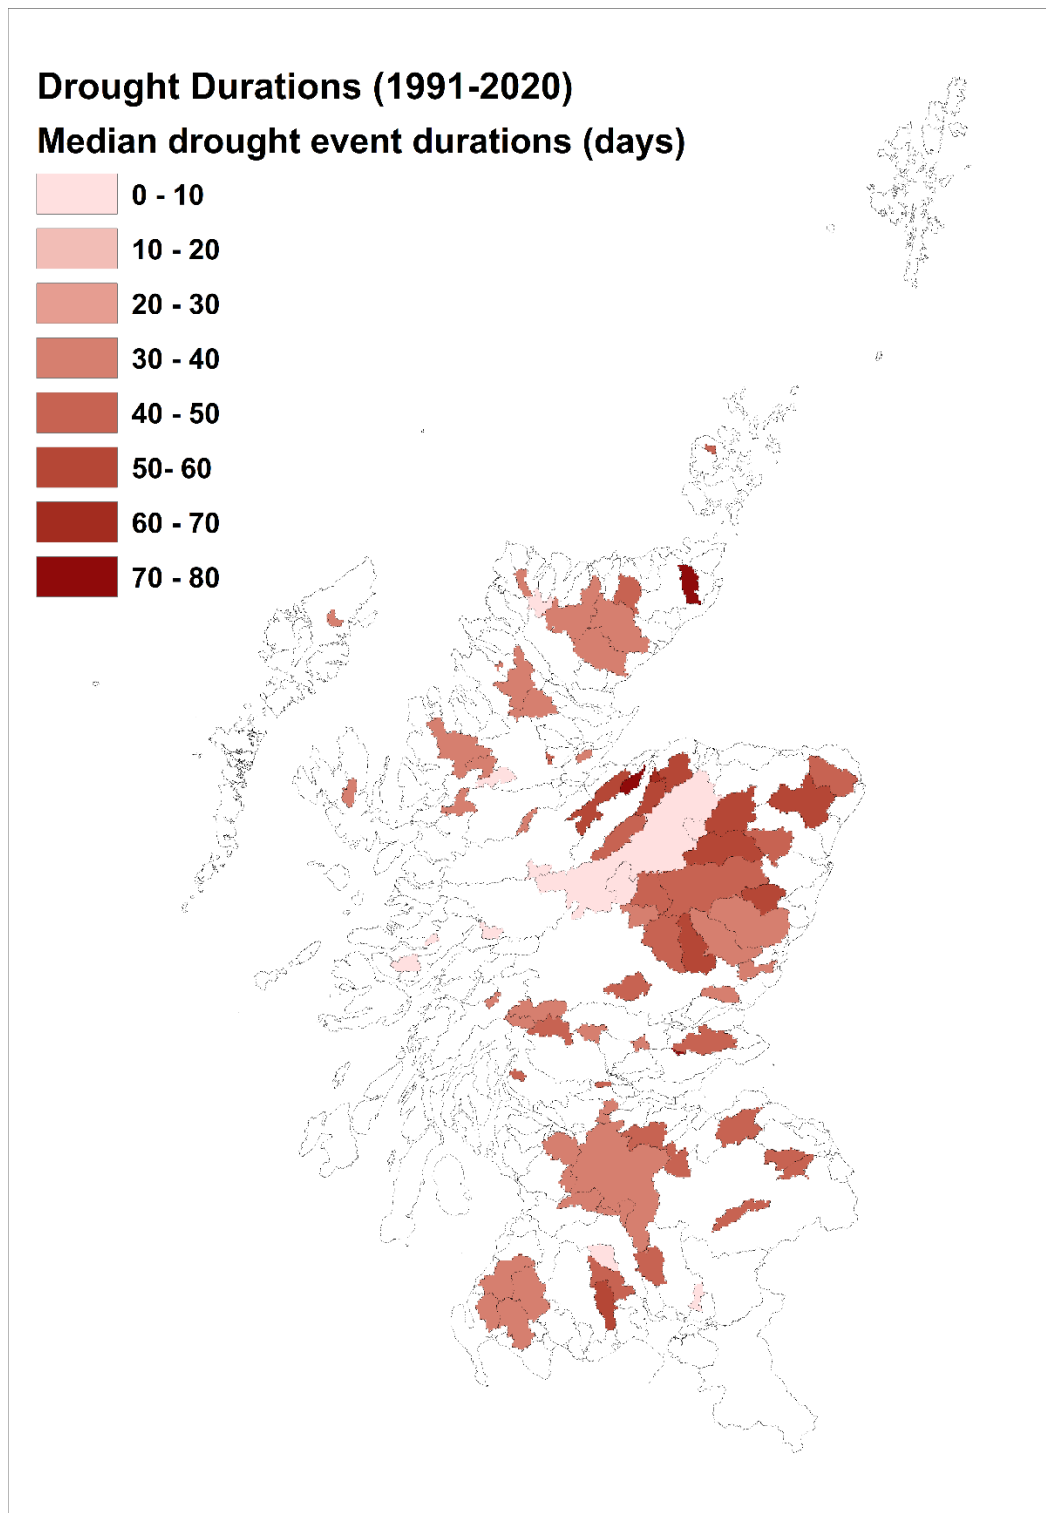 Drought Durations (1991-2020)
Median drought event durations (days)
0 - 10
10 - 20
20 - 30
30 - 40
40 - 50
50- 60
60 - 70
70 - 80